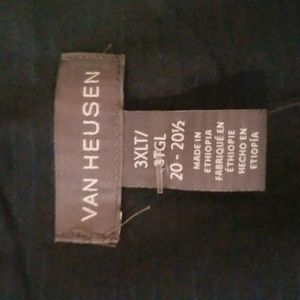 VAN HEUSEN
3XLT/
3TGL
20 - 20½
MADE IN
ETHIOPIA
FABRIQUÉ EN
ÉTHIOPIE
HECHO EN
ETIOPÍA